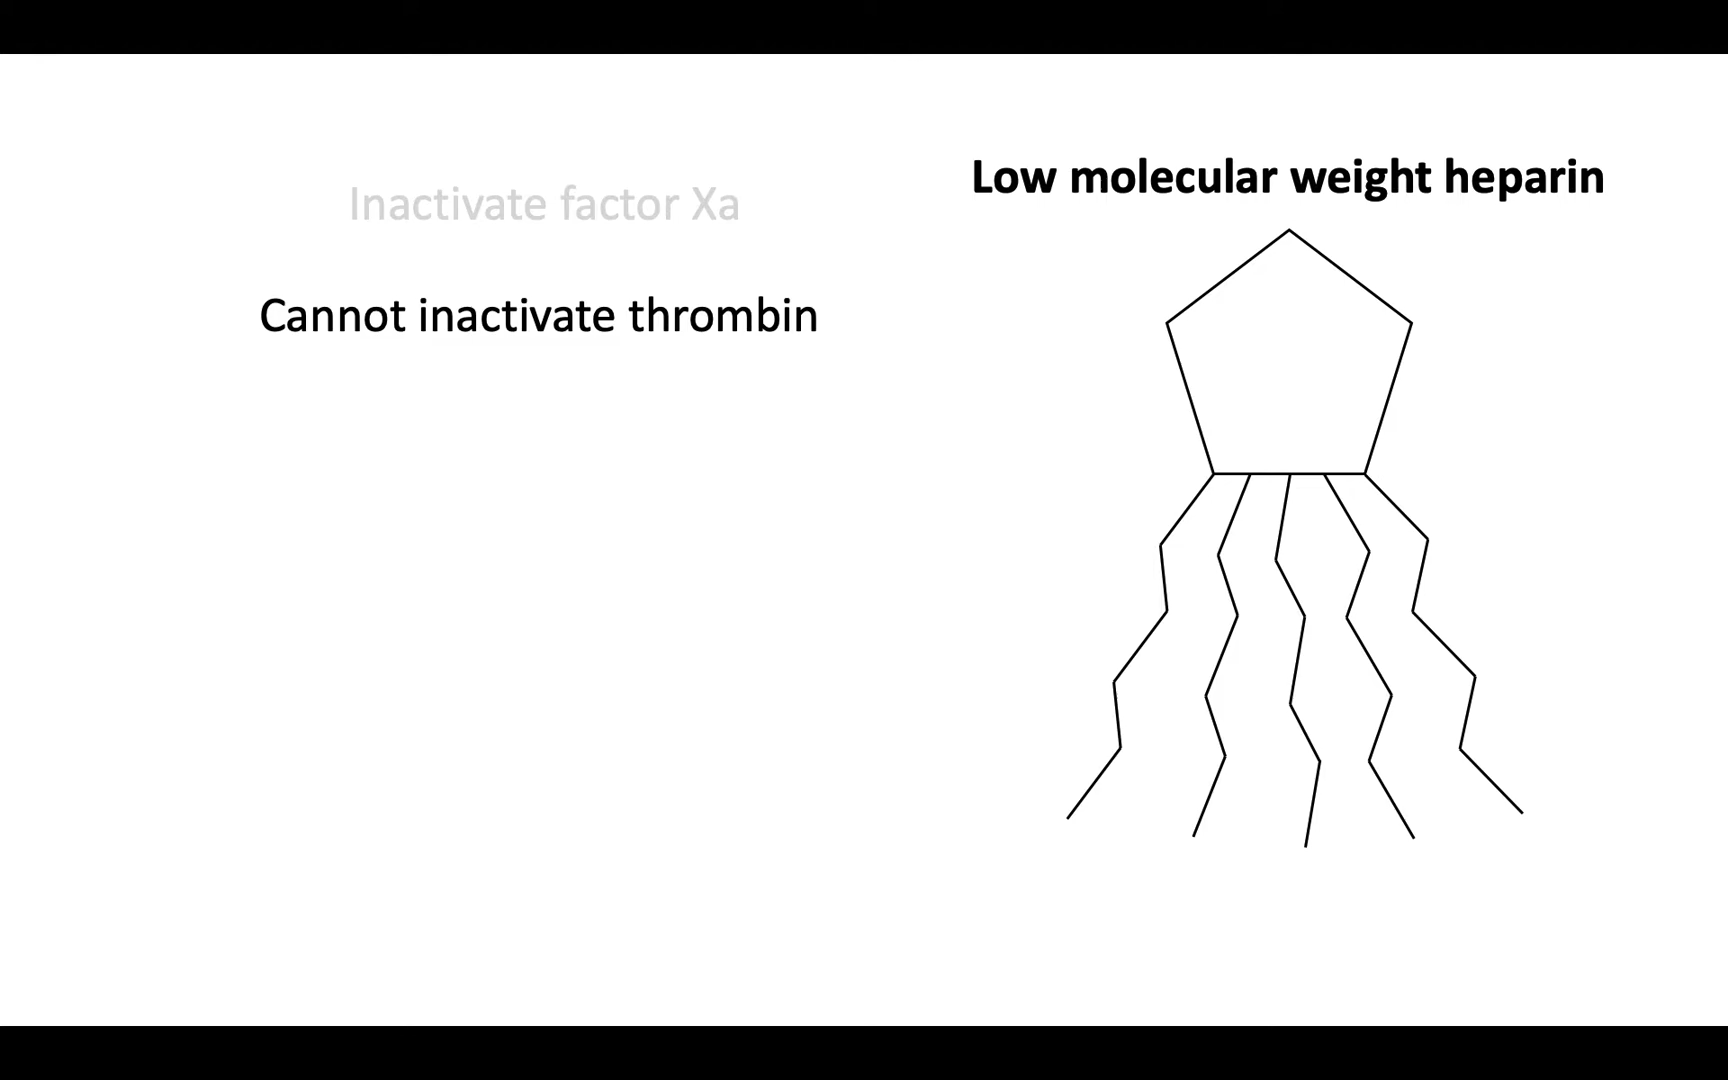 Low molecular weight heparin
Inactivate factor Xa
Cannot inactivate thrombin